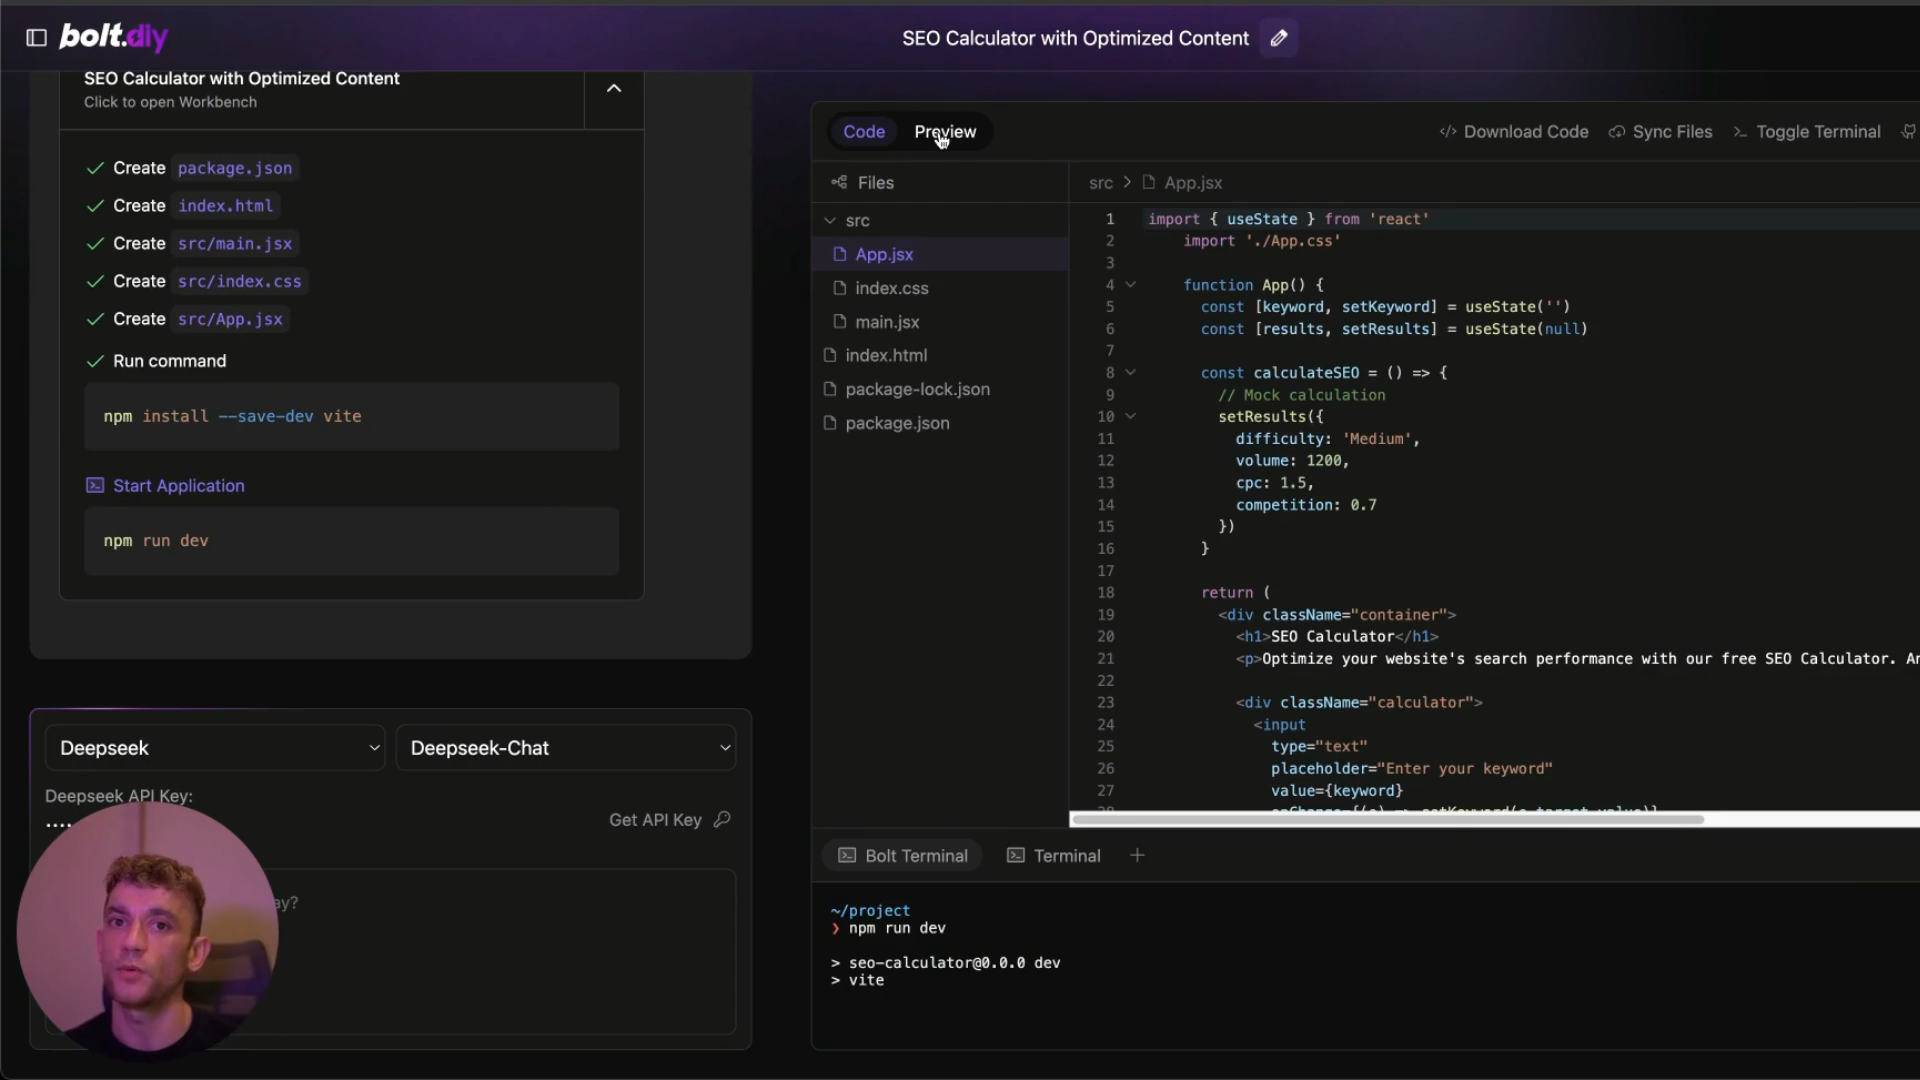 bolt.diy
SEO Calculator with Optimized Content
SEO Calculator with Optimized Content
Click to open Workbench
Create package.json
Create index.html
Create src/main.jsx
Create src/index.css
Create src/App.jsx
Run command
npm install --save-dev vite
Start Application
npm run dev
Deepseek
Deepseek-Chat
Deepseek API Key:
....
Get API Key
Code
Preview
</> Download Code
Sync Files
Toggle Terminal
Files
src
App.jsx
index.css
main.jsx
index.html
package-lock.json
package.json
src > App.jsx
1 import { useState } from 'react'
2 import './App.css'
3
4 function App() {
5 const [keyword, setKeyword] = useState('')
6 const [results, setResults] = useState(null)
7
8 const calculateSEO = () => {
9 // Mock calculation
10 setResults({
11 difficulty: 'Medium',
12 volume: 1200,
13 cpc: 1.5,
14 competition: 0.7
15 })
16 }
17
18 return (
19 <div className="container">
20 <h1>SEO Calculator</h1>
21 <p>Optimize your website's search performance with our free SEO Calculator.
22
23 <div className="calculator">
24 <input
25 type="text"
26 placeholder="Enter your keyword"
27 value={keyword}
Bolt Terminal
Terminal
+
~/project
❯ npm run dev
> seo-calculator@0.0.0 dev
> vite